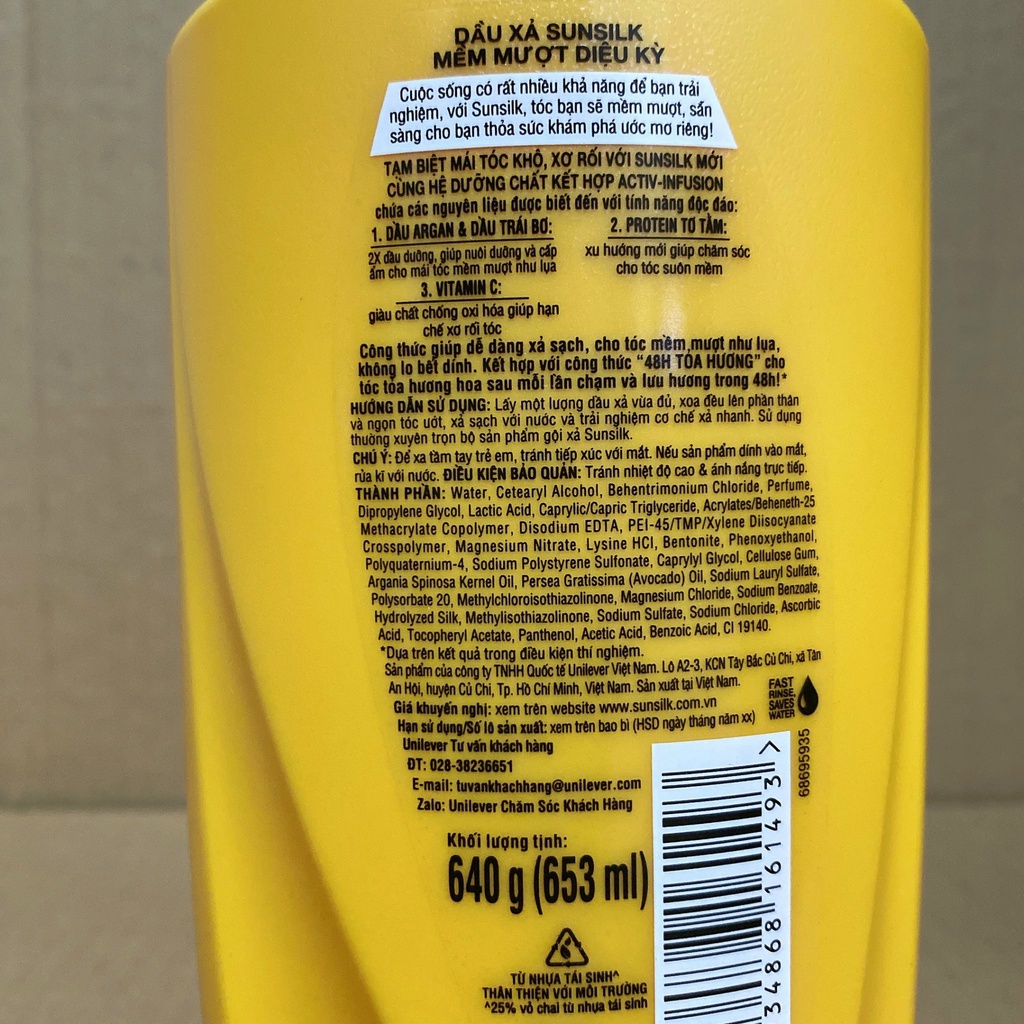 DẦU XẢ SUNSILK
MỀM MƯỢT DIỆU KỲ
Cuộc sống có rất nhiều khả năng để bạn trải
nghiệm, với Sunsilk, tóc bạn sẽ mềm mượt, sẵn
sàng cho bạn thỏa sức khám phá ước mơ riêng!
TẠM BIỆT MÁI TÓC KHÔ, XƠ RỐI VỚI SUNSILK MỚI
CÙNG HỆ DƯỠNG CHẤT KẾT HỢP ACTIV-INFUSION
chứa các nguyên liệu được biết đến với tính năng độc đáo:
1. DẦU ARGAN & DẦU TRÁI BƠ:
2X dầu dưỡng, giúp nuôi dưỡng và cấp
ẩm cho mái tóc mềm mượt như lụa
2. PROTEIN TƠ TẰM:
xu hướng mới giúp chăm sóc
cho tóc suôn mềm
3. VITAMIN C:
giàu chất chống oxi hóa giúp hạn
chế xơ rối tóc
Công thức giúp dễ dàng xả sạch, cho tóc mềm mượt như lụa,
không lo bết dính. Kết hợp với công thức "48H TỎA HƯƠNG" cho
tóc tỏa hương hoa sau mỗi lần chạm và lưu hương trong 48h!*
HƯỚNG DẪN SỬ DỤNG: Lấy một lượng dầu xả vừa đủ, xoa đều lên phần thân
và ngọn tóc ướt, xả sạch với nước và trải nghiệm cơ chế xả nhanh. Sử dụng
thường xuyên trọn bộ sản phẩm gội xả Sunsilk.
CHÚ Ý: Để xa tầm tay trẻ em, tránh tiếp xúc với mắt. Nếu sản phẩm dính vào mắt,
rửa kĩ với nước. ĐIỀU KIỆN BẢO QUẢN: Tránh nhiệt độ cao & ánh nắng trực tiếp.
THÀNH PHẦN: Water, Cetearyl Alcohol, Behentrimonium Chloride, Perfume,
Dipropylene Glycol, Lactic Acid, Caprylic/Capric Triglyceride, Acrylates/Beheneth-25
Methacrylate Copolymer, Disodium EDTA, PEI-45/TMP/Xylene Diisocyanate
Crosspolymer, Magnesium Nitrate, Lysine HCl, Bentonite, Phenoxyethanol,
Polyquaternium-4, Sodium Polystyrene Sulfonate, Caprylyl Glycol, Cellulose Gum,
Argania Spinosa Kernel Oil, Persea Gratissima (Avocado) Oil, Sodium Lauryl Sulfate,
Polysorbate 20, Methylchloroisothiazolinone, Magnesium Chloride, Sodium Benzoate,
Hydrolyzed Silk, Methylisothiazolinone, Sodium Sulfate, Sodium Chloride, Ascorbic
Acid, Tocopheryl Acetate, Panthenol, Acetic Acid, Benzoic Acid, CI 19140.
*Dựa trên kết quả trong điều kiện thí nghiệm.
Sản phẩm của công ty TNHH Quốc tế Unilever Việt Nam. Lô A2-3, KCN Tây Bắc Củ Chi, xã Tân
An Hội, huyện Củ Chi, Tp. Hồ Chí Minh, Việt Nam. Sản xuất tại Việt Nam.
Giá khuyến nghị: xem trên website www.sunsilk.com.vn
Hạn sử dụng/Số lô sản xuất: xem trên bao bì (HSD ngày tháng năm xx)
FAST
RINSE,
SAVES
WATER
Unilever Tư vấn khách hàng
ĐT: 028-38236651
E-mail: tuvankhachhang@unilever.com
Zalo: Unilever Chăm Sóc Khách Hàng
68695935
34868 161493 >
Khối lượng tịnh:
640 g (653 ml)
TỪ NHỰA TÁI SINH^
THÂN THIỆN VỚI MÔI TRƯỜNG
^25% vỏ chai từ nhựa tái sinh